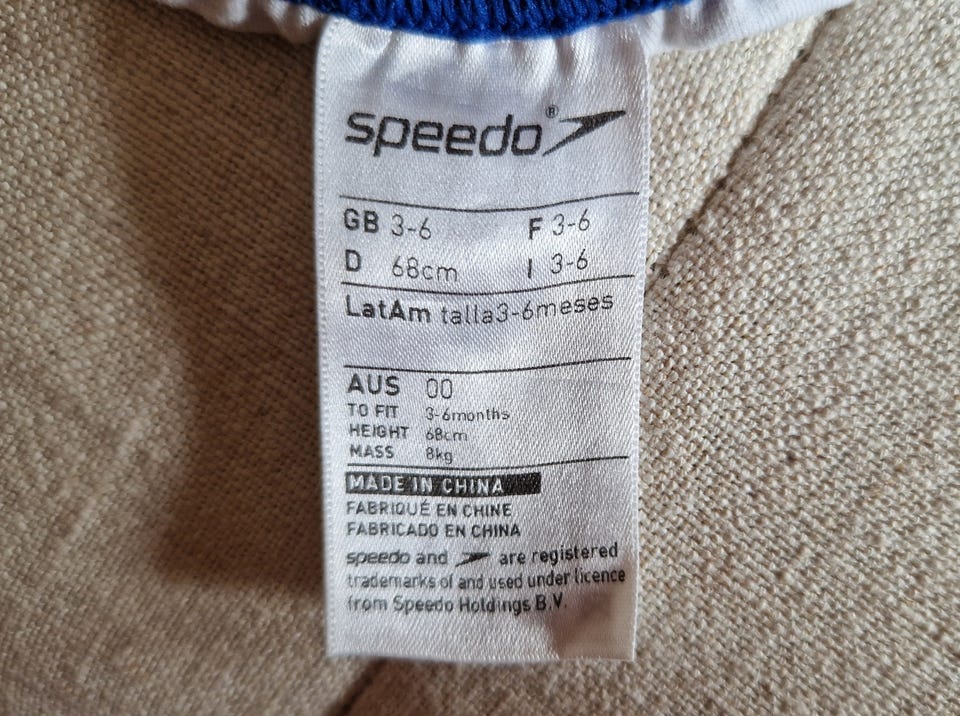 speedo®
GB 3-6 F 3-6
D 68cm I 3-6
LatAm talla3-6meses
AUS 00
TO FIT 3-6months
HEIGHT 68cm
MASS 8kg
MADE IN CHINA
FABRIQUÉ EN CHINE
FABRICADO EN CHINA
speedo and are registered
trademarks of and used under licence
from Speedo Holdings B.V.